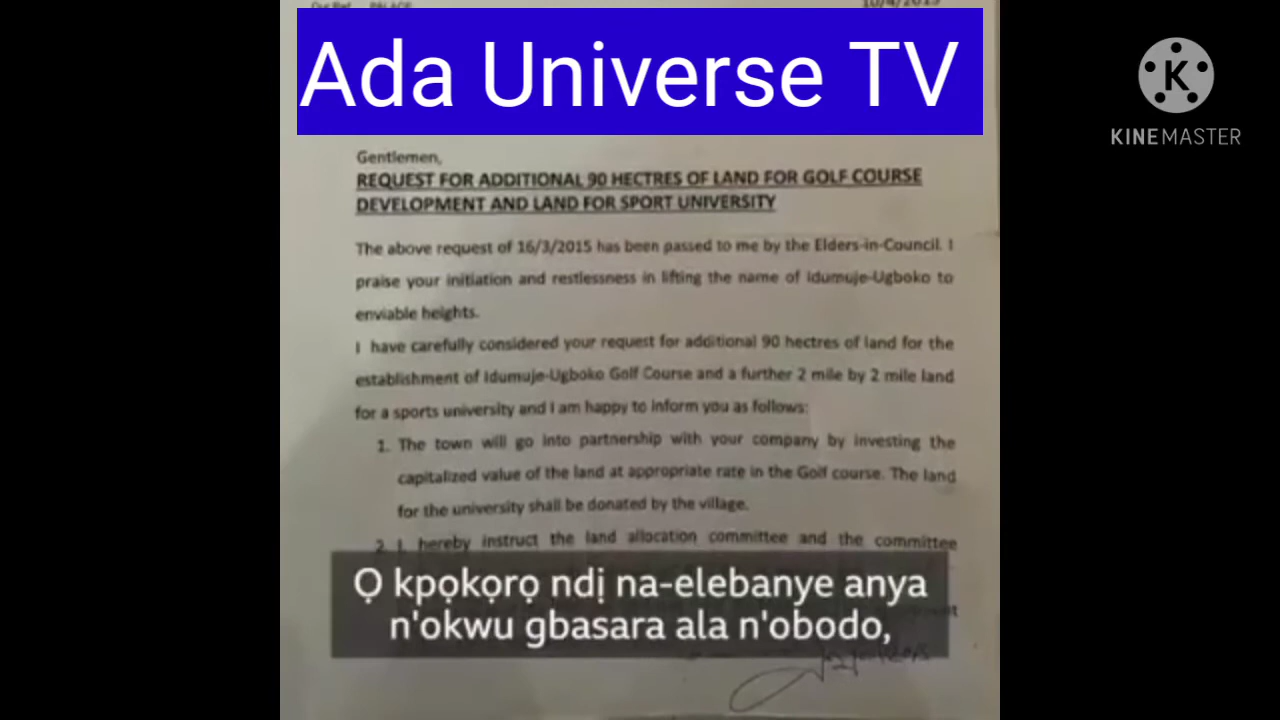 Our Ref
PALACE
10/4/2015
Ada Universe TV
KINEMASTER
Gentlemen,
REQUEST FOR ADDITIONAL 90 HECTRES OF LAND FOR GOLF COURSE
DEVELOPMENT AND LAND FOR SPORT UNIVERSITY
The above request of 16/3/2015 has been passed to me by the Elders-in-Council. I
praise your initiation and restlessness in lifting the name of Idumuje-Ugboko to
enviable heights.
I have carefully considered your request for additional 90 hectres of land for the
establishment of Idumuje-Ugboko Golf Course and a further 2 mile by 2 mile land
for a sports university and I am happy to inform you as follows:
1. The town will go into partnership with your company by investing the
capitalized value of the land at appropriate rate in the Golf course. The land
for the university shall be donated by the village.
2. I hereby instruct the land allocation committee and the committee
Ọ kpọkọrọ ndị na-elebanye anya
n'okwu gbasara ala n'obodo,